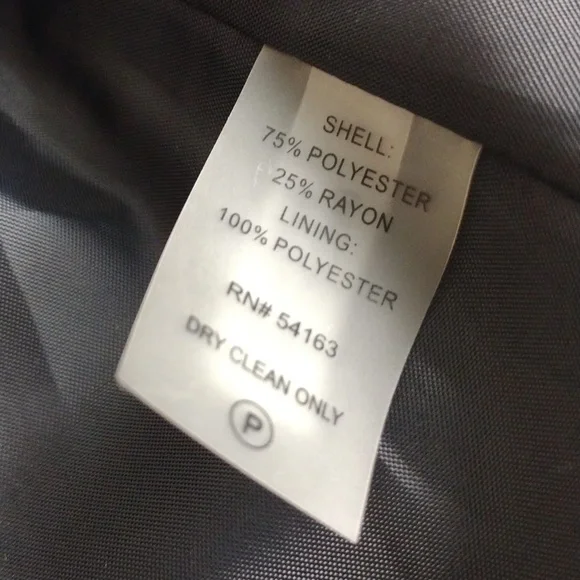 SHELL:
75% POLYESTER
25% RAYON
LINING:
100% POLYESTER
RN# 54163
DRY CLEAN ONLY
P